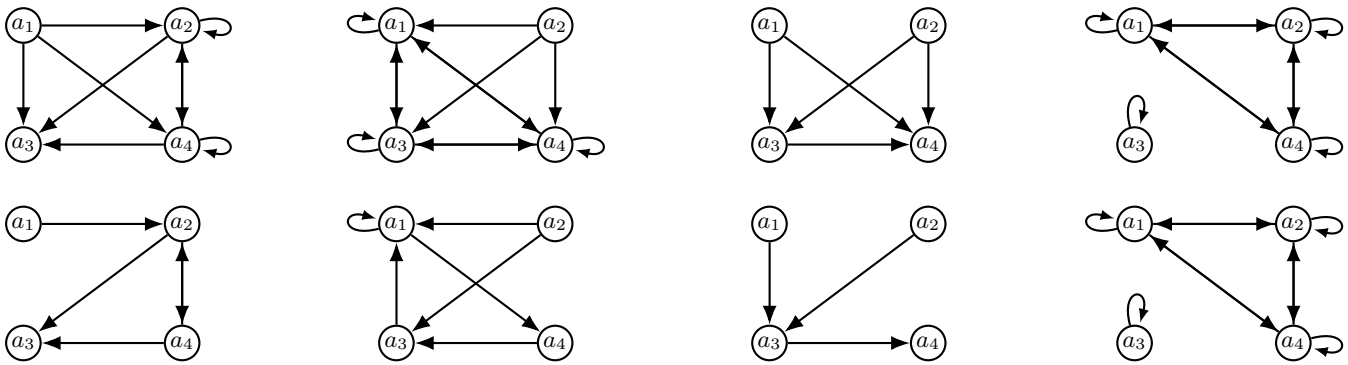 a₁ a₂ a₁ a₂ a₁ a₂ a₁ a₂
a₃ a₄ a₃ a₄ a₃ a₄ a₃ a₄
a₁ a₂ a₁ a₂ a₁ a₂ a₁ a₂
a₃ a₄ a₃ a₄ a₃ a₄ a₃ a₄